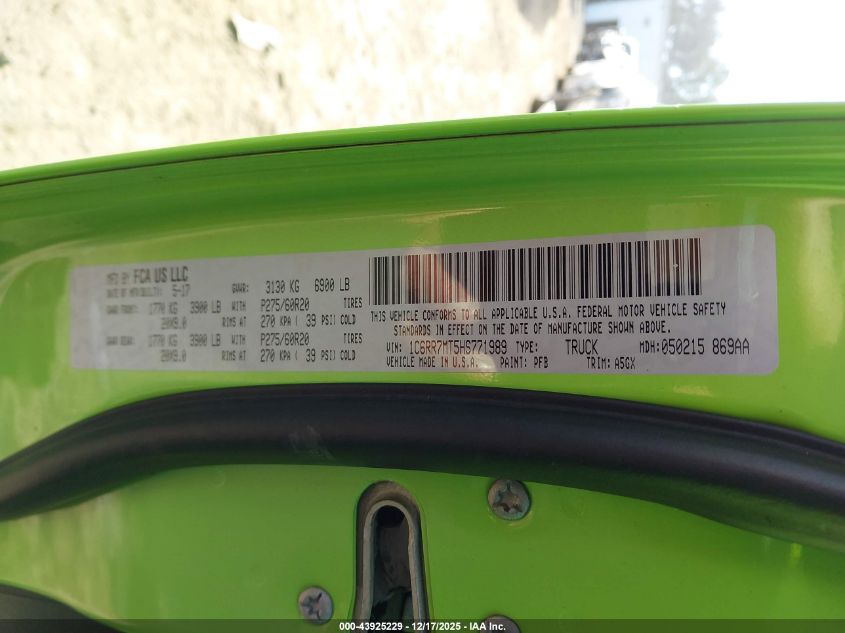 MFD BY FCA US LLC
DATE OF MFR/BUILT: 5-17 GVWR: 3130 KG 6900 LB
GAWR FRONT: 1770 KG 3900 LB WITH P275/60R20 TIRES
20X9.0 RIMS AT 270 KPA ( 39 PSI) COLD
GAWR REAR: 1770 KG 3900 LB WITH P275/60R20 TIRES
20X9.0 RIMS AT 270 KPA ( 39 PSI) COLD
THIS VEHICLE CONFORMS TO ALL APPLICABLE U.S.A. FEDERAL MOTOR VEHICLE SAFETY
STANDARDS IN EFFECT ON THE DATE OF MANUFACTURE SHOWN ABOVE.
VIN: 1C6RR7MT5HS771989 TYPE: TRUCK MDH: 050215 869AA
VEHICLE MADE IN U.S.A. PAINT: PFB TRIM: A5GX
000-43925229 — 12/17/2025 — IAA Inc.